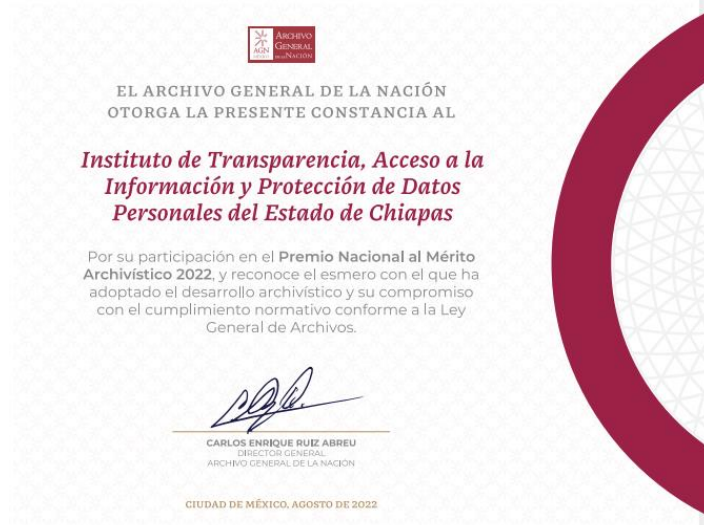 AGN
ARCHIVO
GENERAL
DE LA NACIÓN
EL ARCHIVO GENERAL DE LA NACIÓN
OTORGA LA PRESENTE CONSTANCIA AL
Instituto de Transparencia, Acceso a la
Información y Protección de Datos
Personales del Estado de Chiapas
Por su participación en el Premio Nacional al Mérito
Archivístico 2022, y reconoce el esmero con el que ha
adoptado el desarrollo archivístico y su compromiso
con el cumplimiento normativo conforme a la Ley
General de Archivos.
CARLOS ENRIQUE RUIZ ABREU
DIRECTOR GENERAL
ARCHIVO GENERAL DE LA NACIÓN
CIUDAD DE MÉXICO, AGOSTO DE 2022